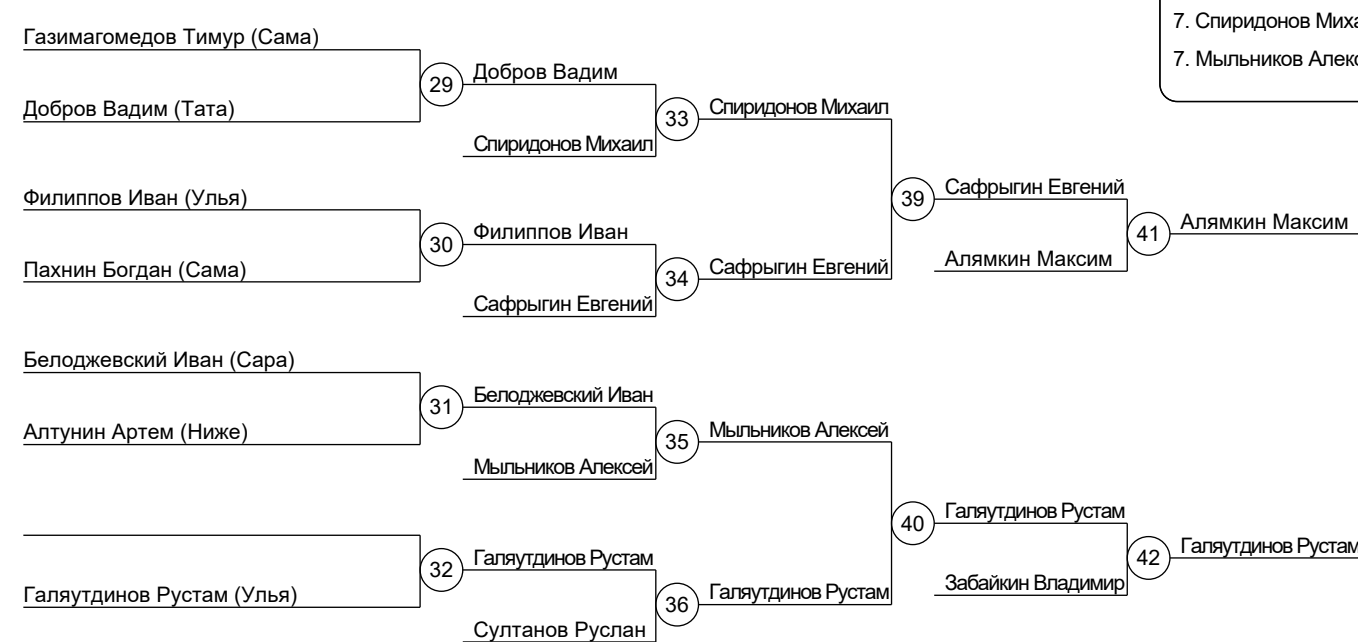 7. Спиридонов Миха
7. Мыльников Алекс
Газимагомедов Тимур (Сама)
29
Добров Вадим
Добров Вадим (Тата)
33
Спиридонов Михаил
Спиридонов Михаил
Филиппов Иван (Улья)
39
Сафрыгин Евгений
30
Филиппов Иван
41
Алямкин Максим
Пахнин Богдан (Сама)
34
Сафрыгин Евгений
Алямкин Максим
Сафрыгин Евгений
Белоджевский Иван (Сара)
31
Белоджевский Иван
Алтунин Артем (Ниже)
35
Мыльников Алексей
Мыльников Алексей
40
Галяутдинов Рустам
32
Галяутдинов Рустам
42
Галяутдинов Рустам
Галяутдинов Рустам (Улья)
36
Галяутдинов Рустам
Забайкин Владимир
Султанов Руслан